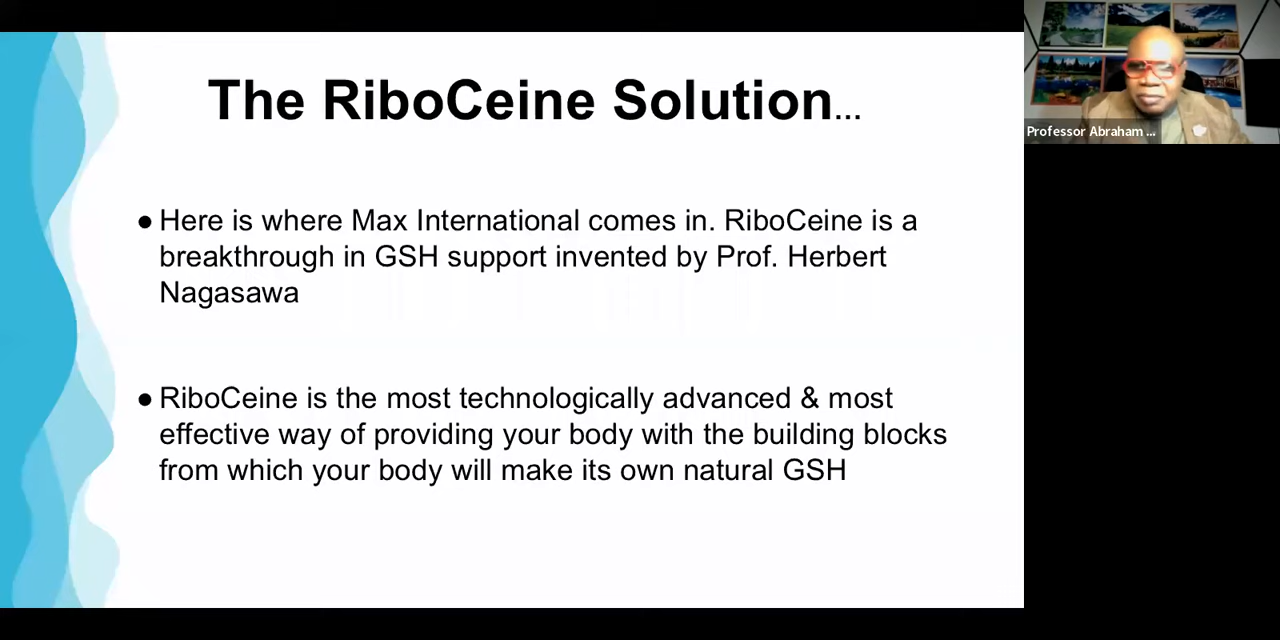 The RiboCeine Solution...
● Here is where Max International comes in. RiboCeine is a
breakthrough in GSH support invented by Prof. Herbert
Nagasawa
● RiboCeine is the most technologically advanced & most
effective way of providing your body with the building blocks
from which your body will make its own natural GSH
Professor Abraham ...